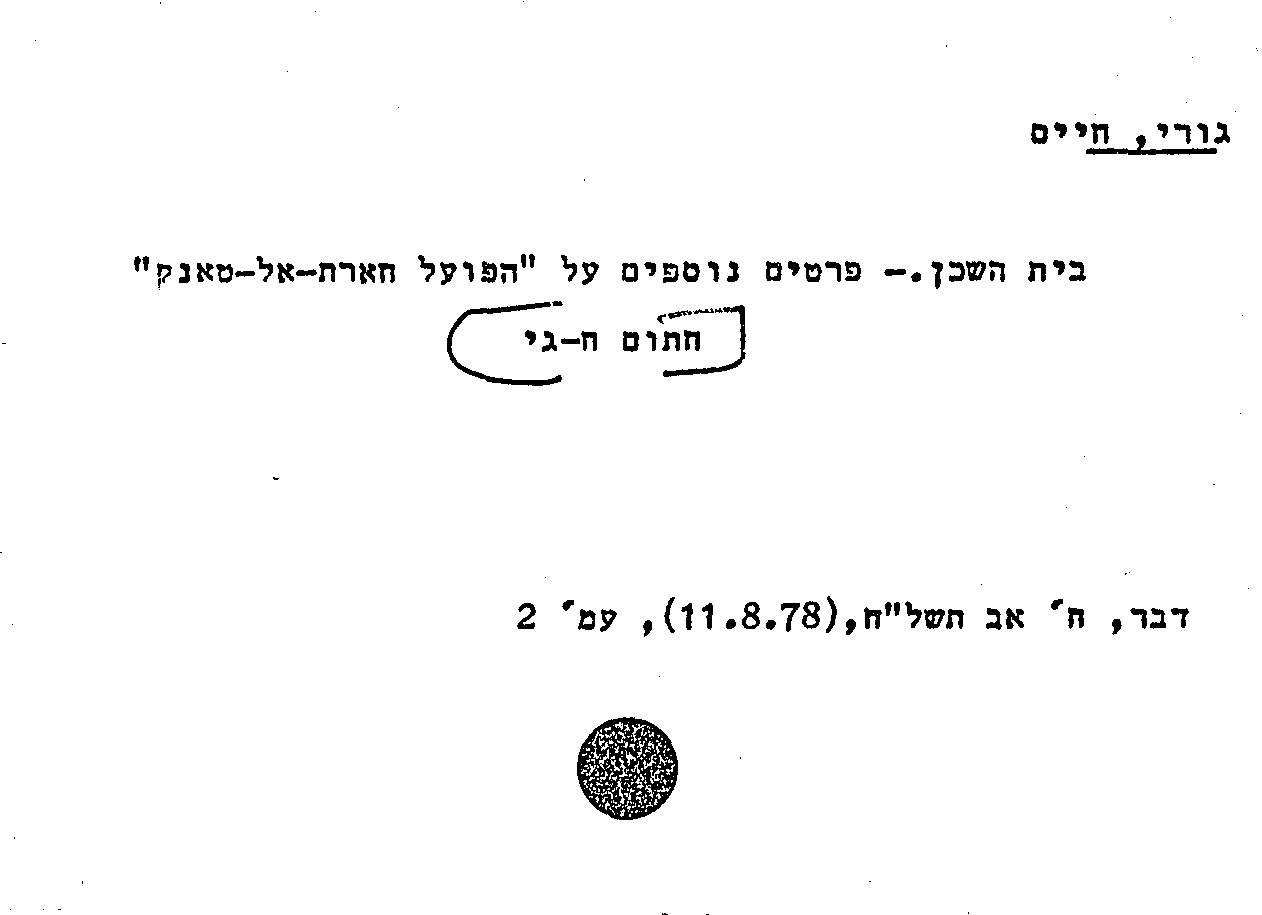 גורי, חיים
בית השכן.- פרטים נוספים על "הפועל חארת-אל-טאנק"
חתום ח-גי
דבר, ח' אב תשל"ח,(11.8.78), עמ' 2